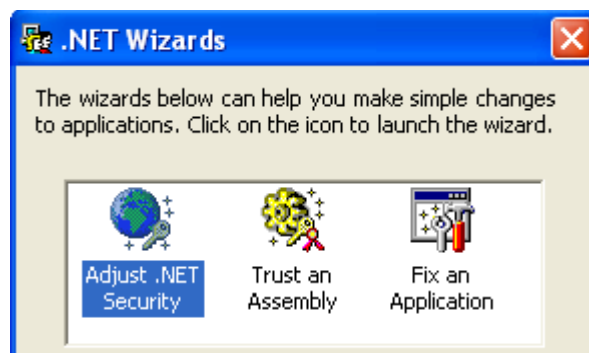 .NET Wizards
The wizards below can help you make simple changes
to applications. Click on the icon to launch the wizard.
Adjust .NET
Security
Trust an
Assembly
Fix an
Application